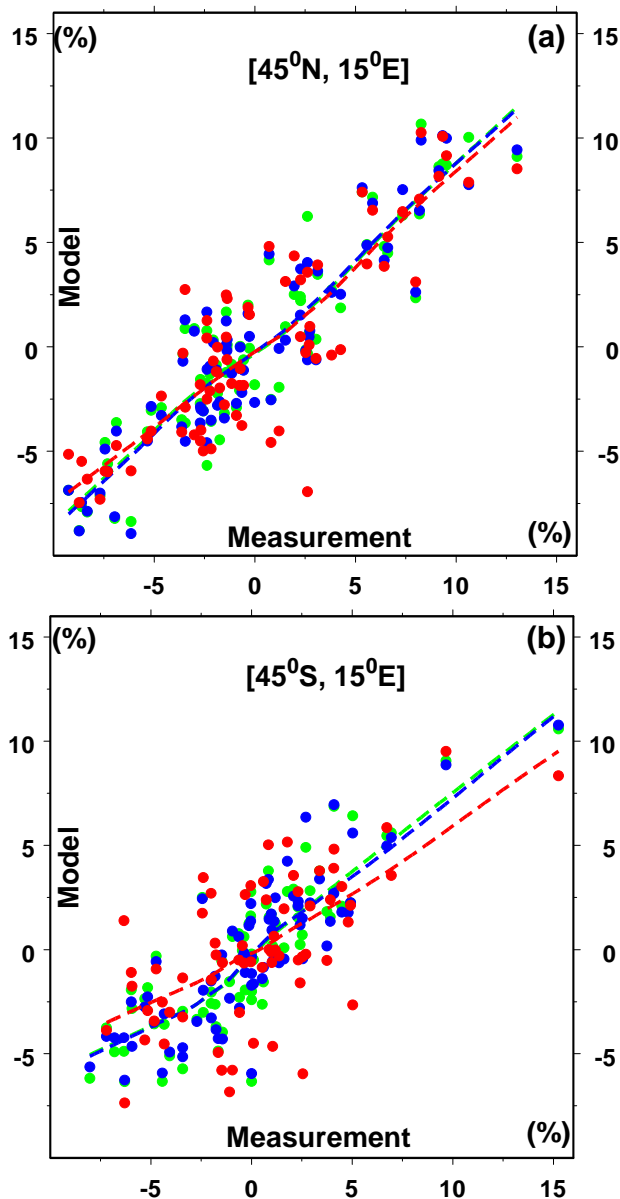 (%) (a)
15 15
[45⁰N, 15⁰E]
10 10
5 5
Model
0 0
-5 -5
Measurement (%)
-5 0 5 10 15
15 (%) (b) 15
[45⁰S, 15⁰E]
10 10
5 5
Model
0 0
-5 -5
Measurement (%)
-5 0 5 10 15